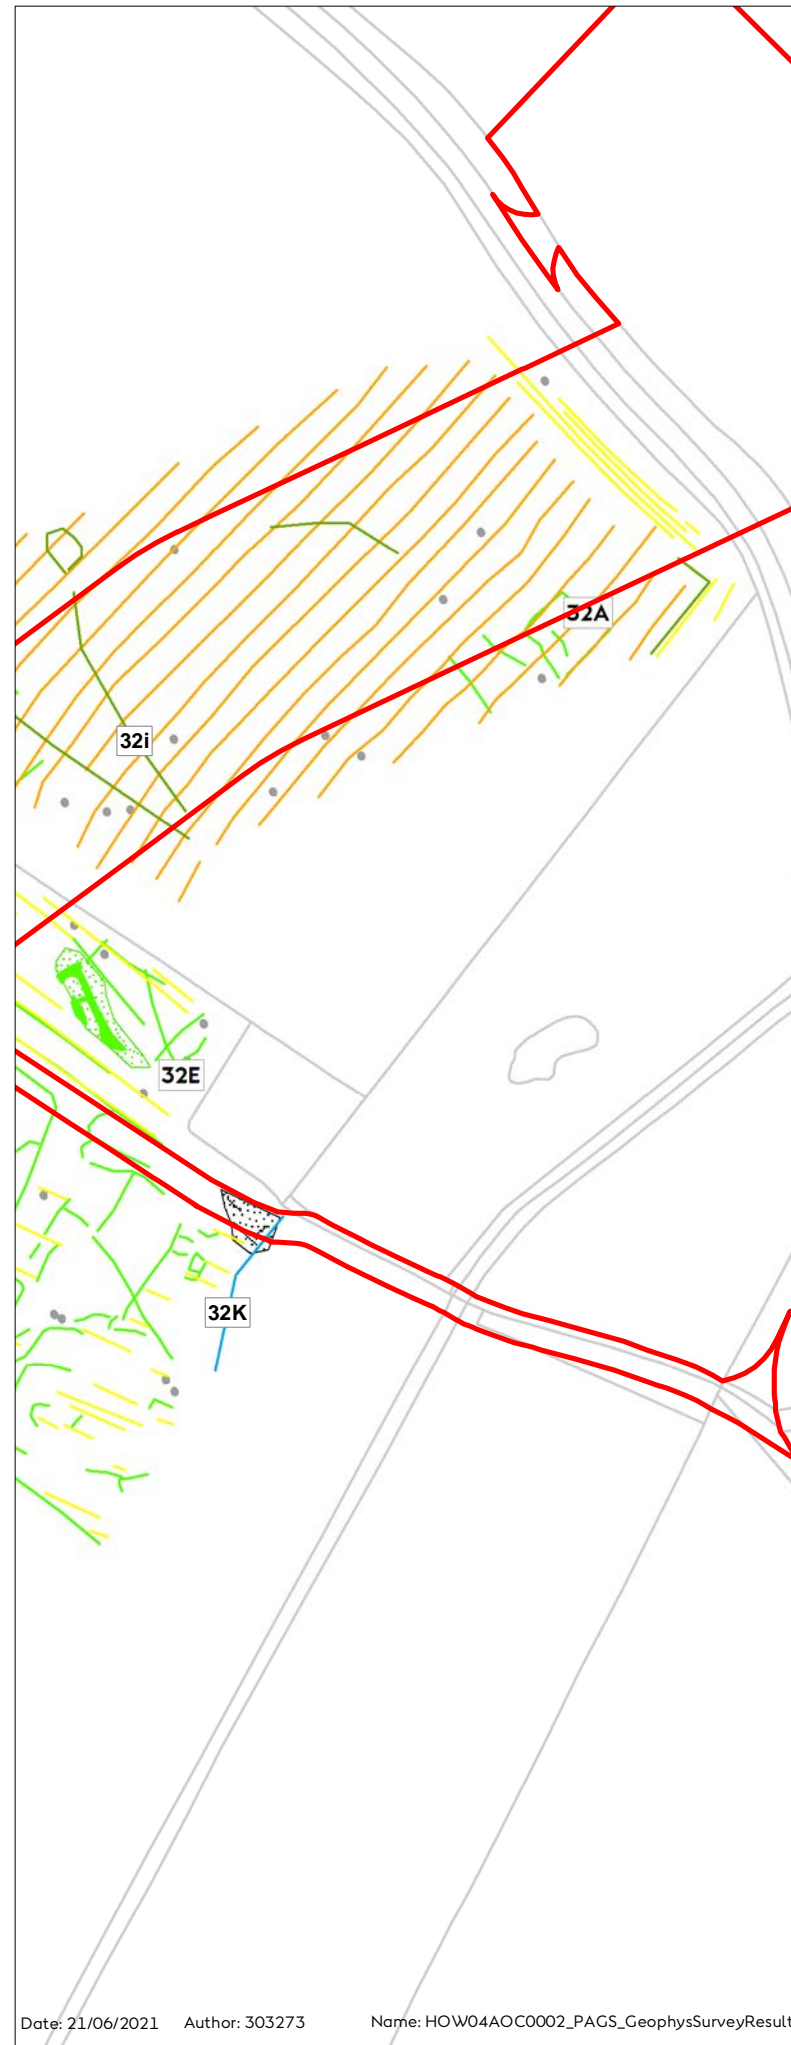 32A
32i
32E
32K
Date: 21/06/2021 Author: 303273 Name: HOW04AOC0002_PAGS_GeophysSurveyResult